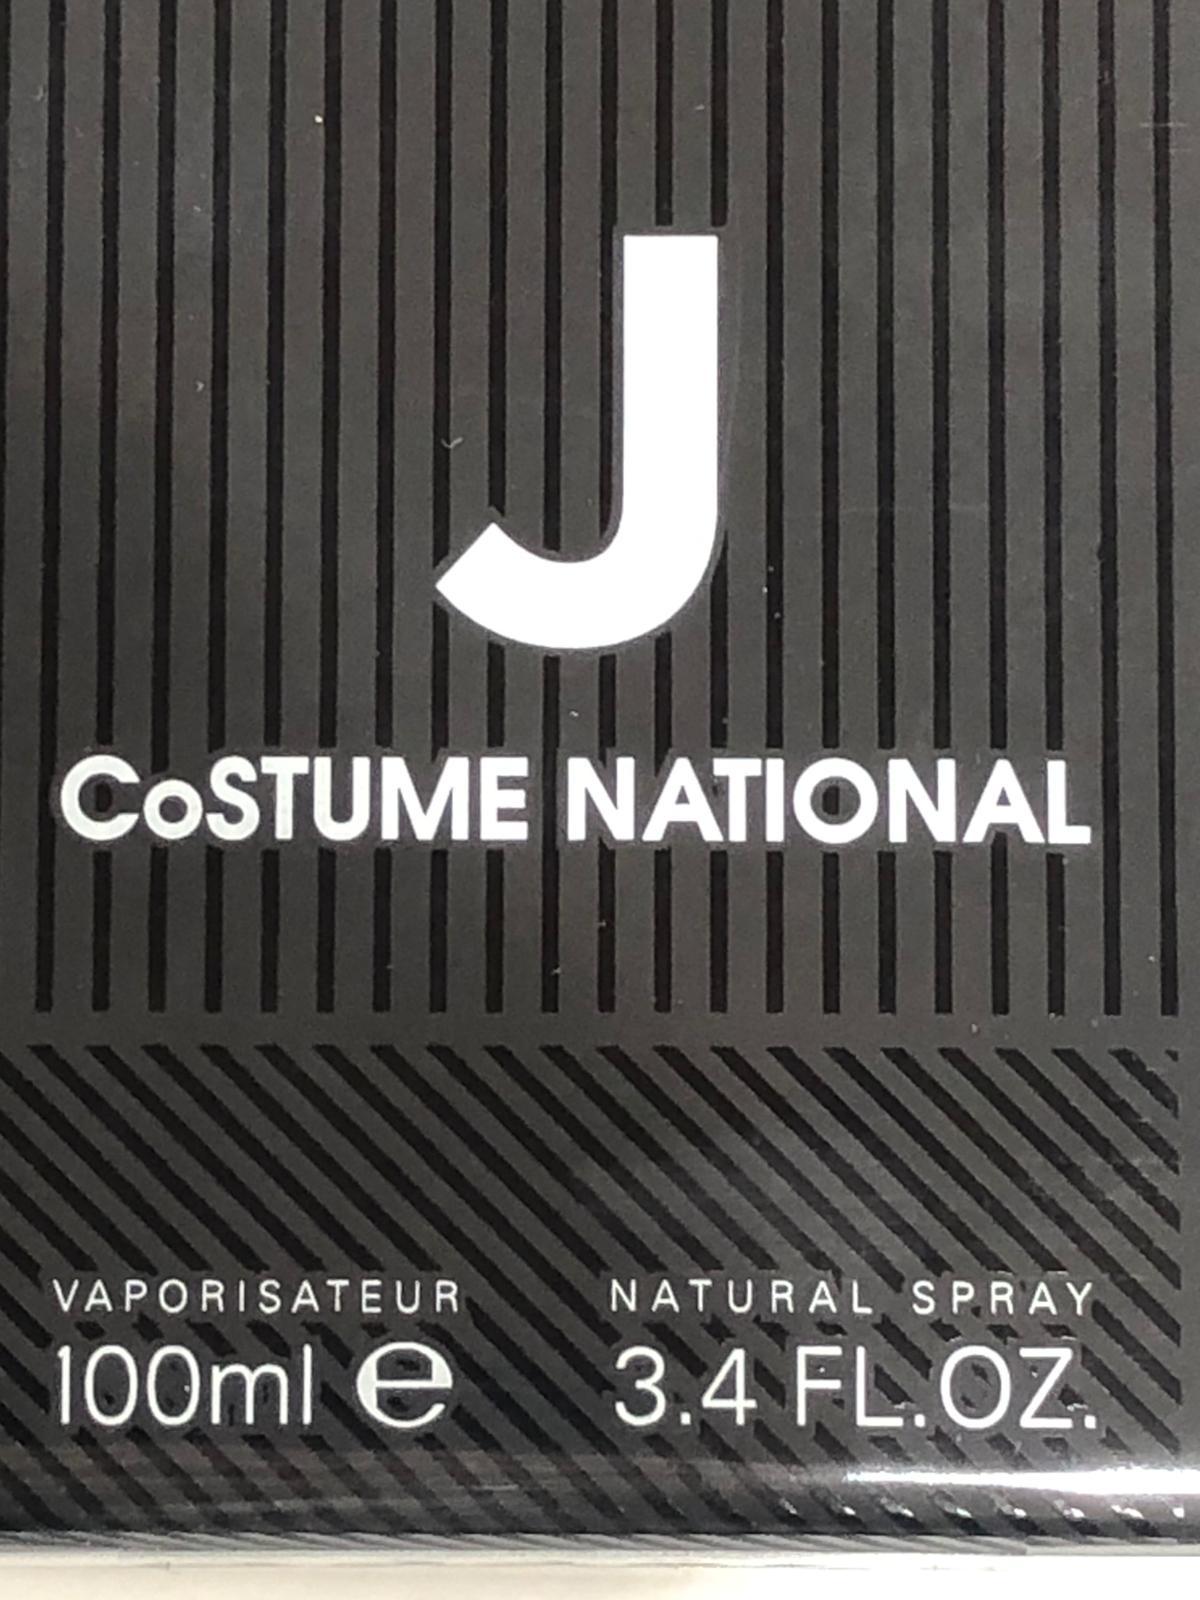 J
CoSTUME NATIONAL
VAPORISATEUR NATURAL SPRAY
100ml ℮ 3.4 FL.OZ.